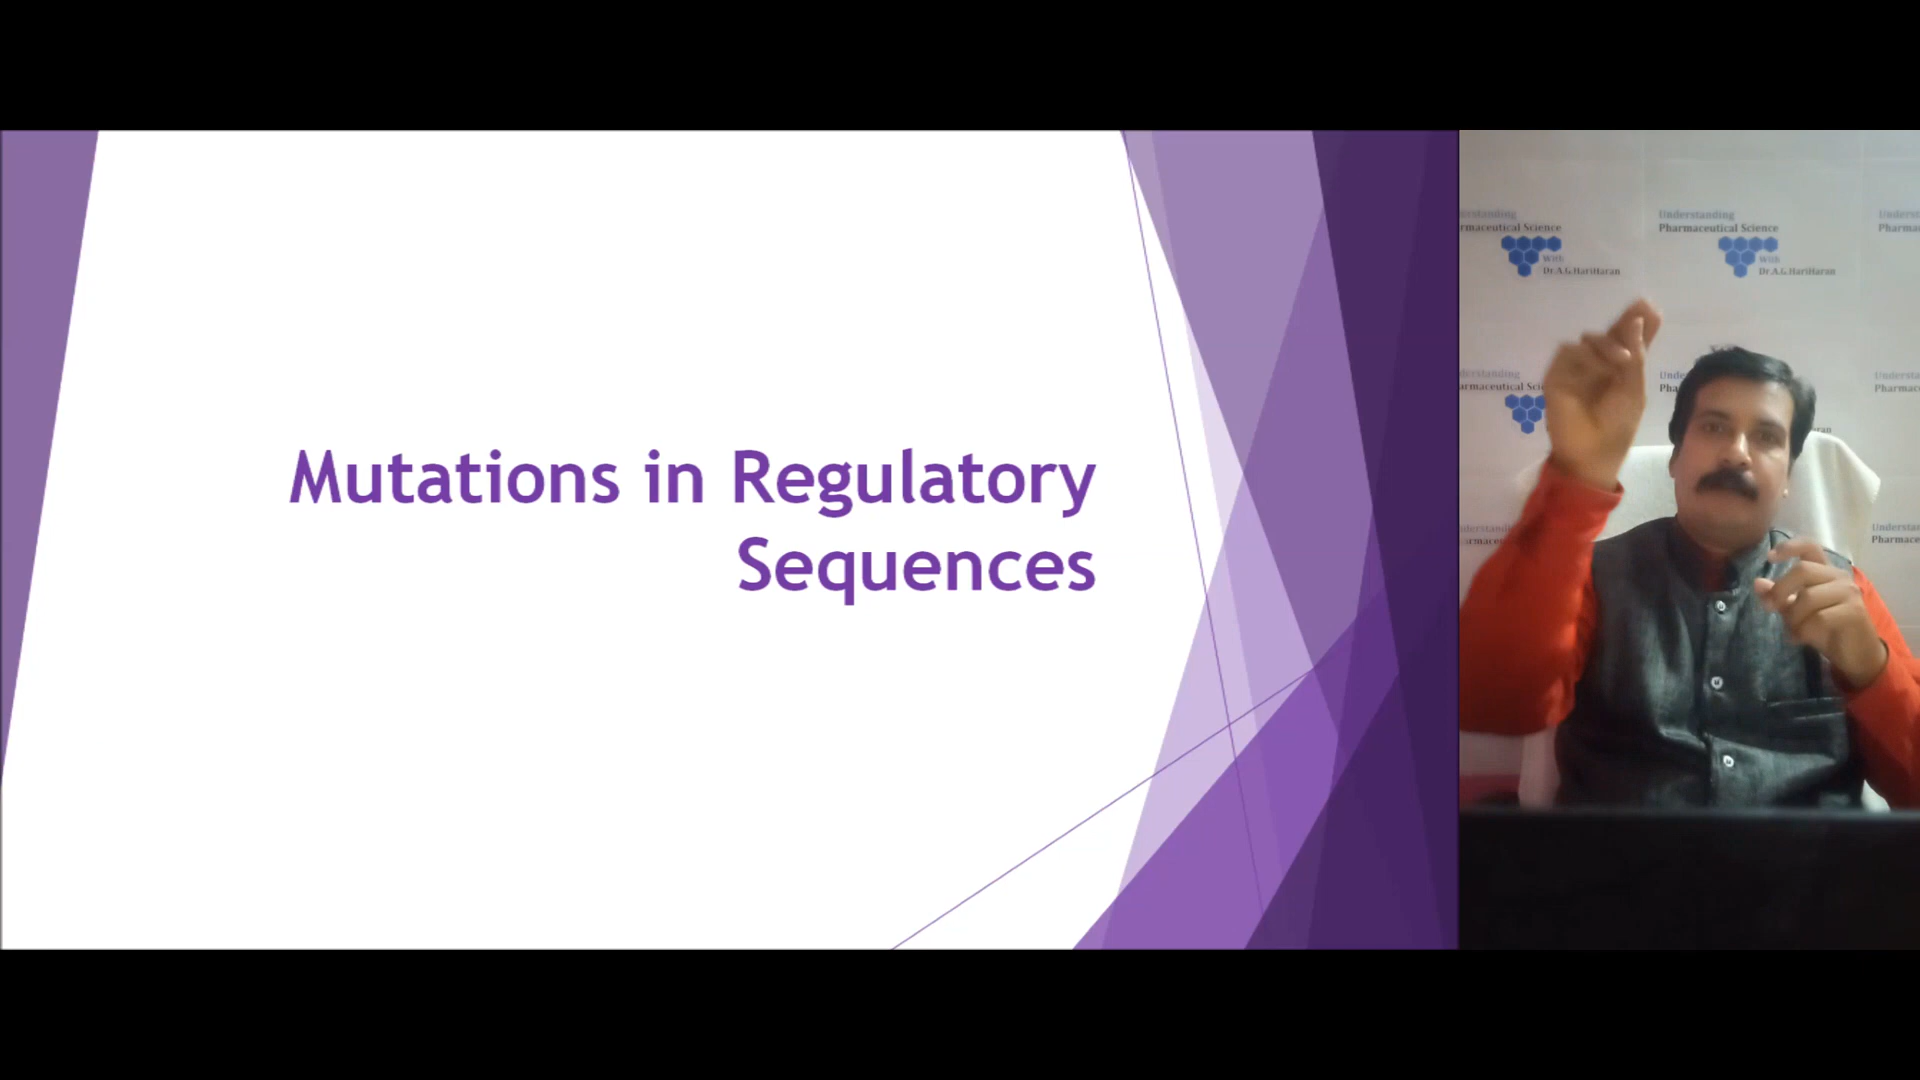 Mutations in Regulatory
Sequences
Understanding
Pharmaceutical Science
With
Dr.A.G.HariHaran